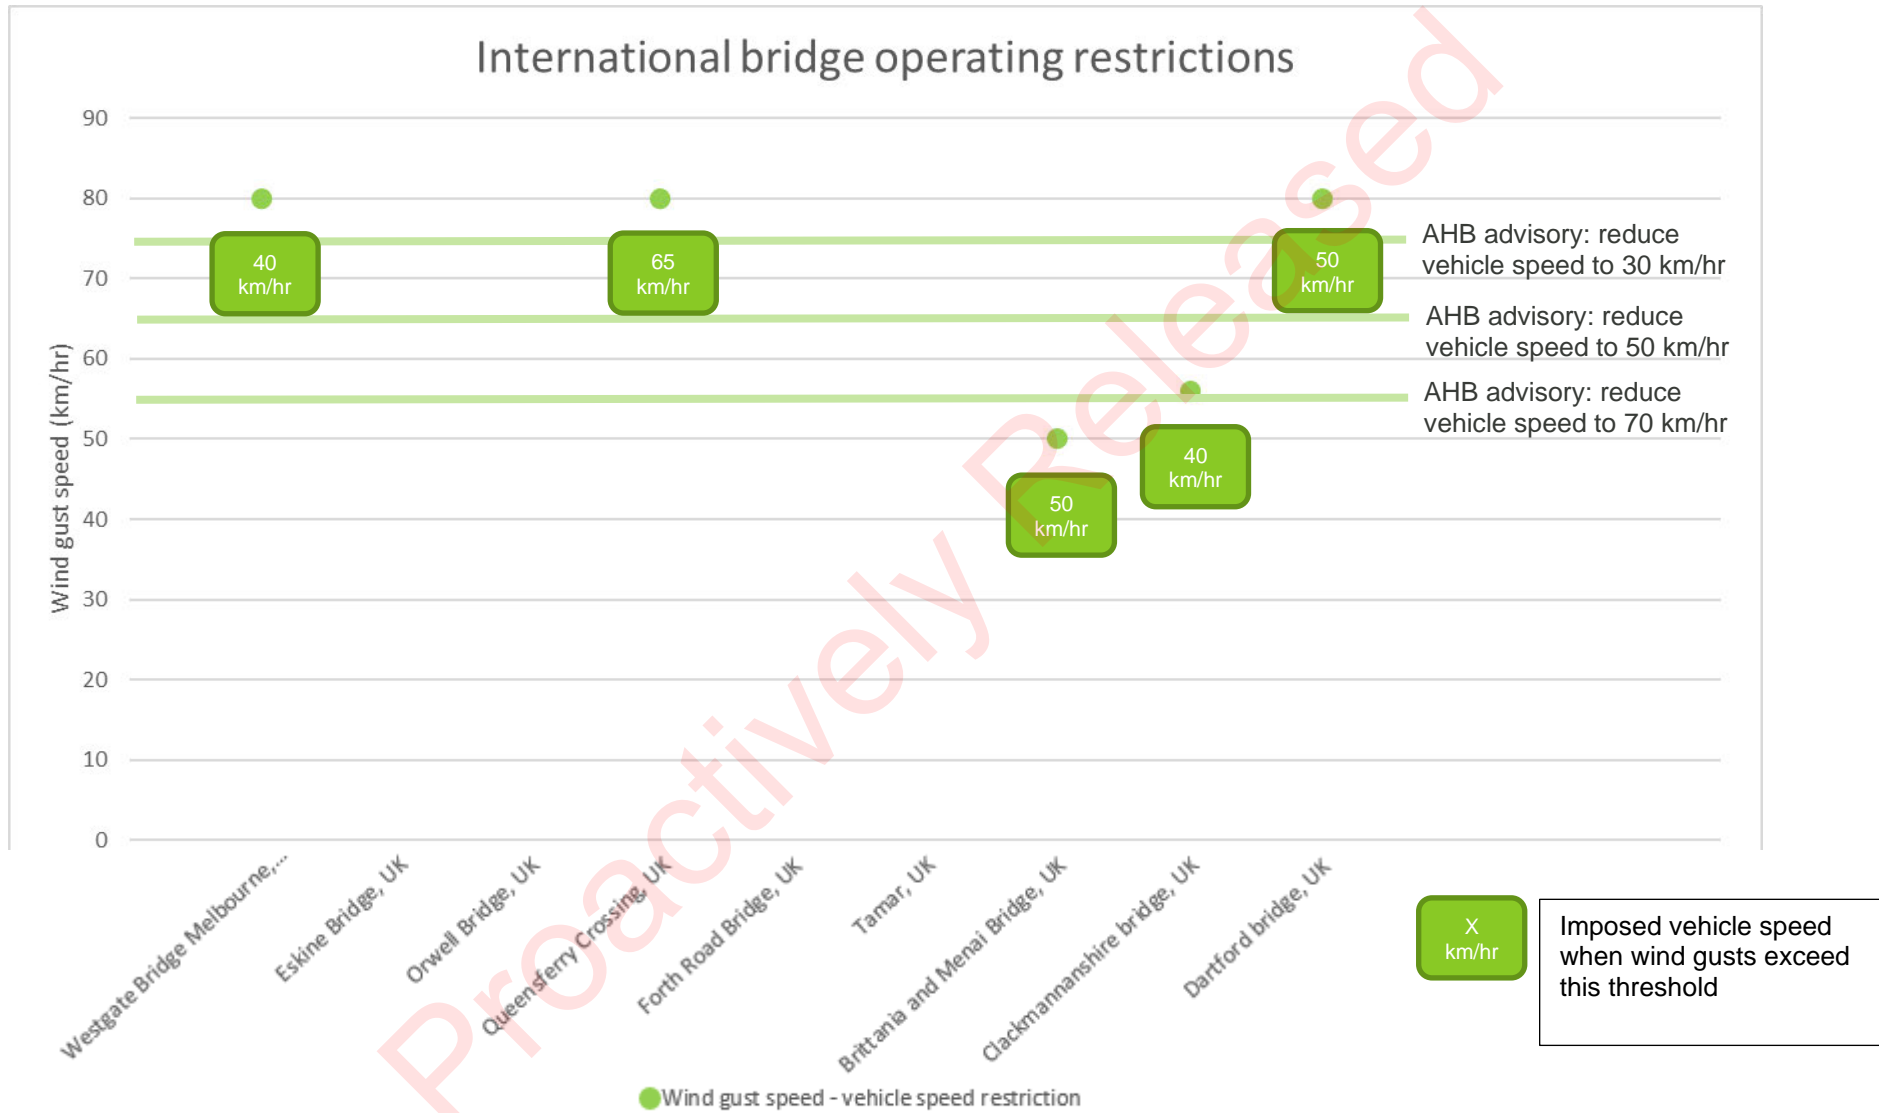 International bridge operating restrictions
90
80
70
60
50
40
30
20
10
0
Wind gust speed (km/hr)
40
km/hr
65
km/hr
50
km/hr
50
km/hr
40
km/hr
AHB advisory: reduce
vehicle speed to 30 km/hr
AHB advisory: reduce
vehicle speed to 50 km/hr
AHB advisory: reduce
vehicle speed to 70 km/hr
Westgate Bridge Melbourne,...
Eskine Bridge, UK
Orwell Bridge, UK
Queensferry Crossing, UK
Forth Road Bridge, UK
Tamar, UK
Brittania and Menai Bridge, UK
Clackmannanshire bridge, UK
Dartford bridge, UK
X
km/hr
Imposed vehicle speed
when wind gusts exceed
this threshold
Wind gust speed - vehicle speed restriction
Proactively Released